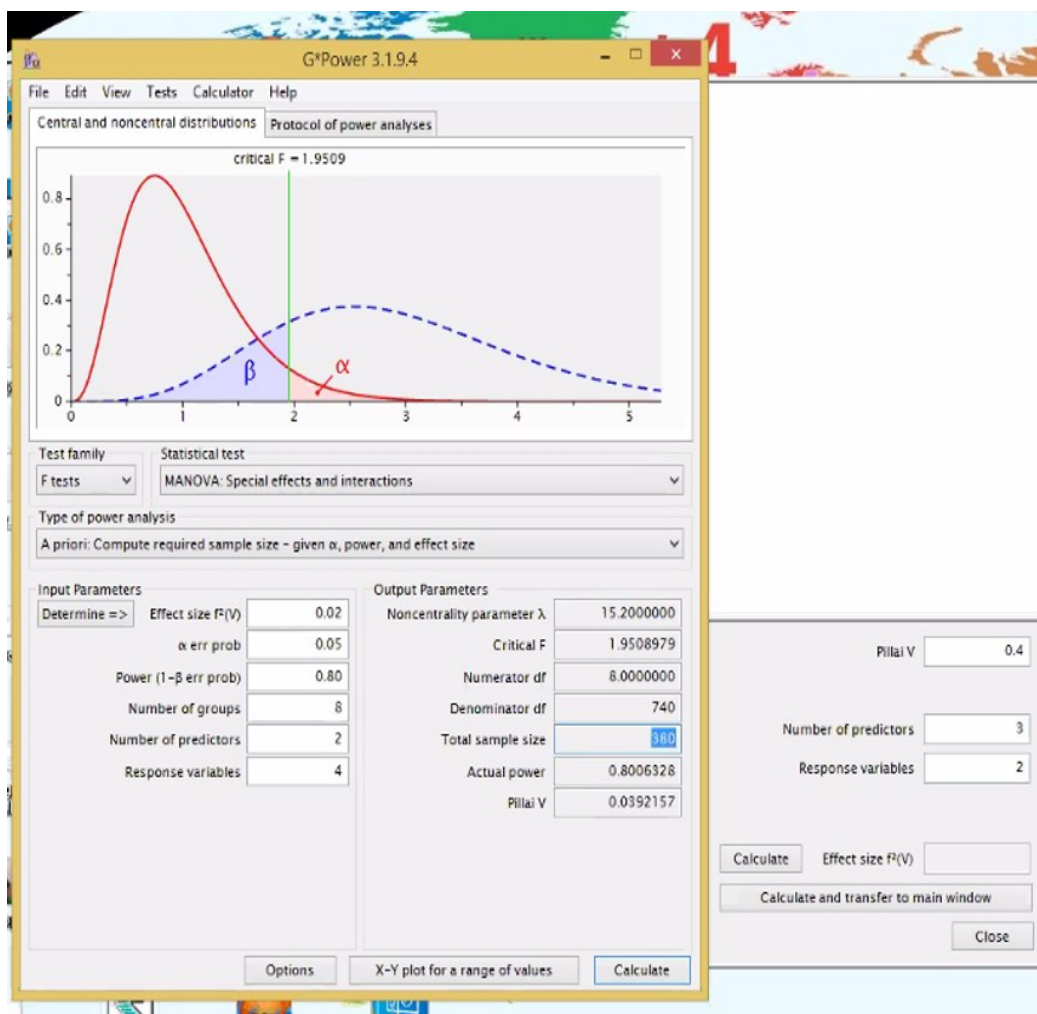 4
G*Power 3.1.9.4
File Edit View Tests Calculator Help
Central and noncentral distributions Protocol of power analyses
critical F = 1.9509
0.8
0.6
0.4
0.2
0
β
α
0 1 2 3 4 5
Test family Statistical test
F tests MANOVA: Special effects and interactions
Type of power analysis
A priori: Compute required sample size - given α, power, and effect size
Input Parameters Output Parameters
Determine => Effect size f²(V) 0.02 Noncentrality parameter λ 15.2000000
α err prob 0.05 Critical F 1.9508979
Power (1-β err prob) 0.80 Numerator df 8.0000000
Number of groups 8 Denominator df 740
Number of predictors 2 Total sample size 380
Response variables 4 Actual power 0.8006328
Pillai V 0.0392157
Pillai V 0.4
Number of predictors 3
Response variables 2
Calculate Effect size f²(V)
Calculate and transfer to main window
Close
Options X-Y plot for a range of values Calculate